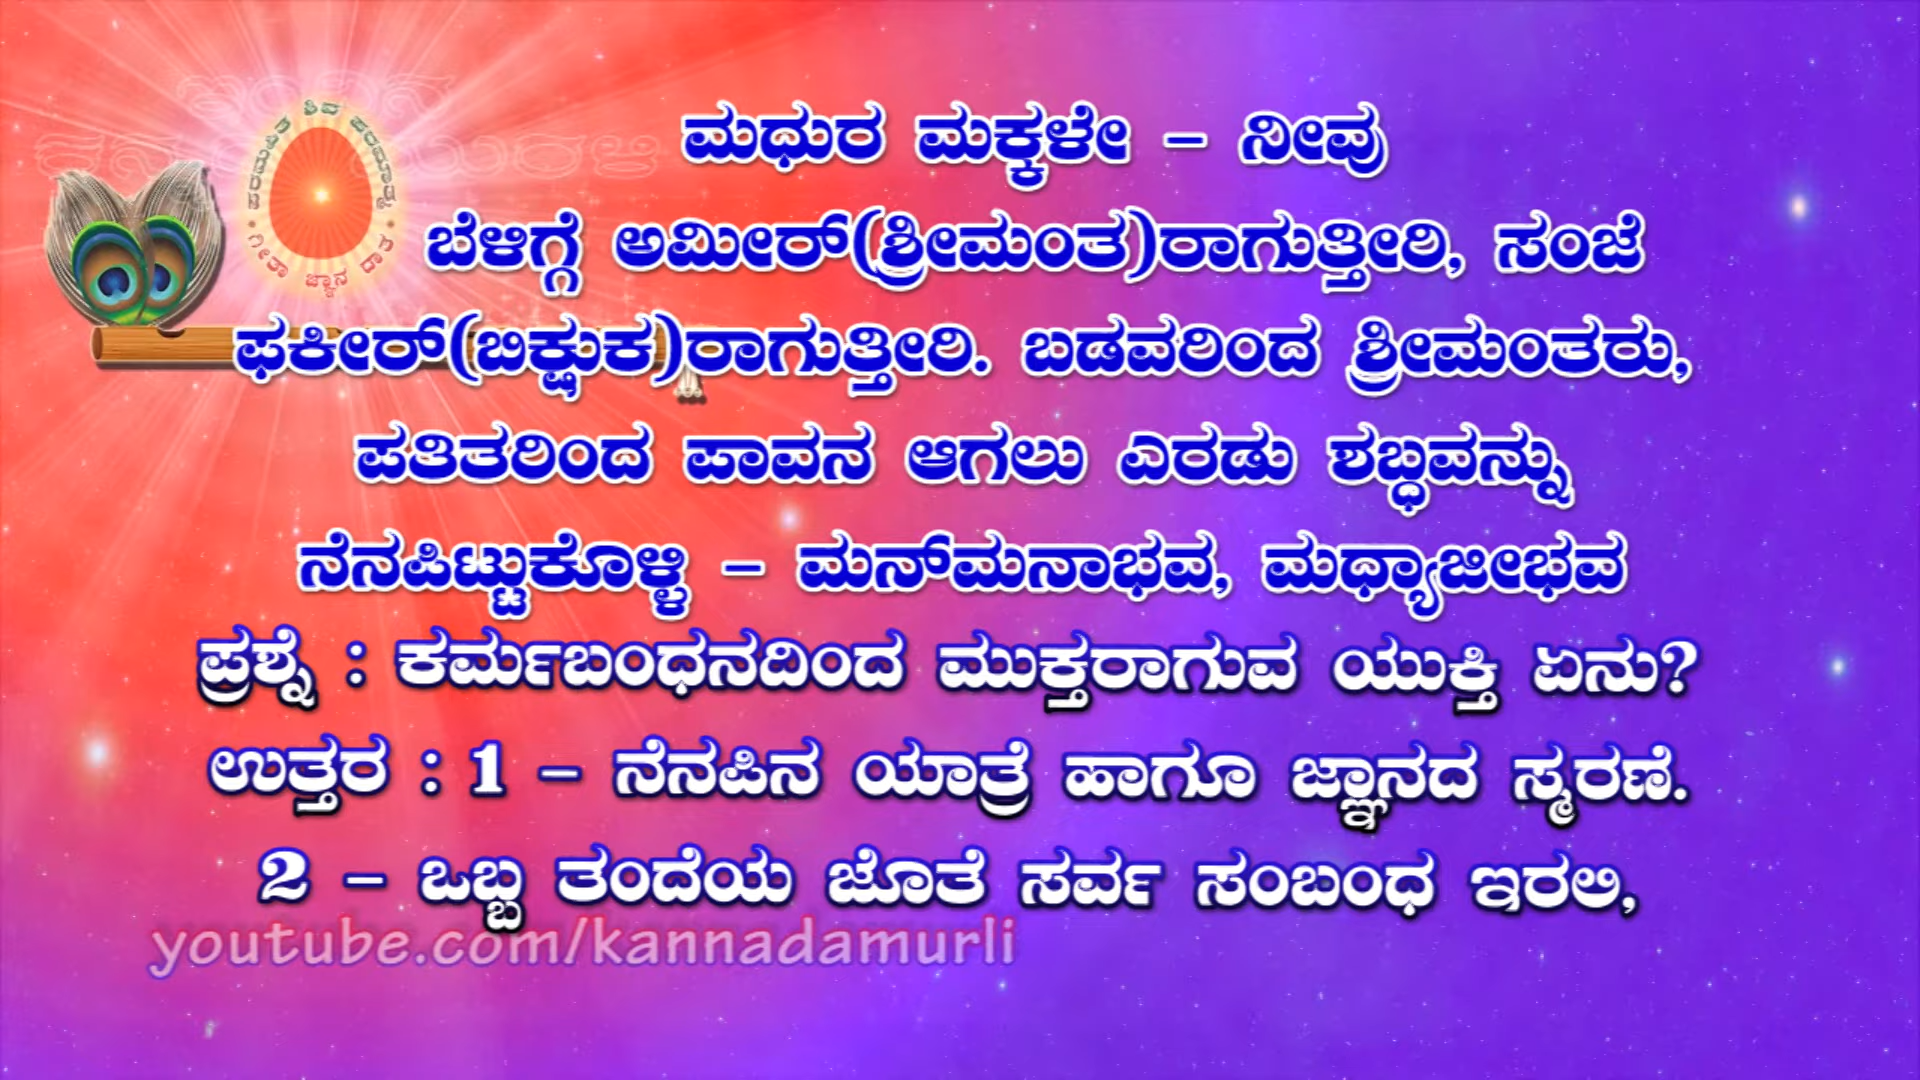 ಪರಮಪಿತ ಶಿವ ಪರಮಾತ್ಮ
ಗೀತಾ ಜ್ಞಾನ ದಾತ
ಮಧುರ ಮಕ್ಕಳೇ – ನೀವು
ಬೆಳಿಗ್ಗೆ ಅಮೀರ್(ಶ್ರೀಮಂತ)ರಾಗುತ್ತೀರಿ, ಸಂಜೆ
ಫಕೀರ್(ಬಿಕ್ಷುಕ)ರಾಗುತ್ತೀರಿ. ಬಡವರಿಂದ ಶ್ರೀಮಂತರು,
ಪತಿತರಿಂದ ಪಾವನ ಆಗಲು ಎರಡು ಶಬ್ಧವನ್ನು
ನೆನಪಿಟ್ಟುಕೊಳ್ಳಿ – ಮನ್‌ಮನಾಭವ, ಮಧ್ಯಾಜೀಭವ
ಪ್ರಶ್ನೆ : ಕರ್ಮಬಂಧನದಿಂದ ಮುಕ್ತರಾಗುವ ಯುಕ್ತಿ ಏನು?
ಉತ್ತರ : 1 – ನೆನಪಿನ ಯಾತ್ರೆ ಹಾಗೂ ಜ್ಞಾನದ ಸ್ಮರಣೆ.
2 – ಒಬ್ಬ ತಂದೆಯ ಜೊತೆ ಸರ್ವ ಸಂಬಂಧ ಇರಲಿ,
youtube.com/kannadamurli